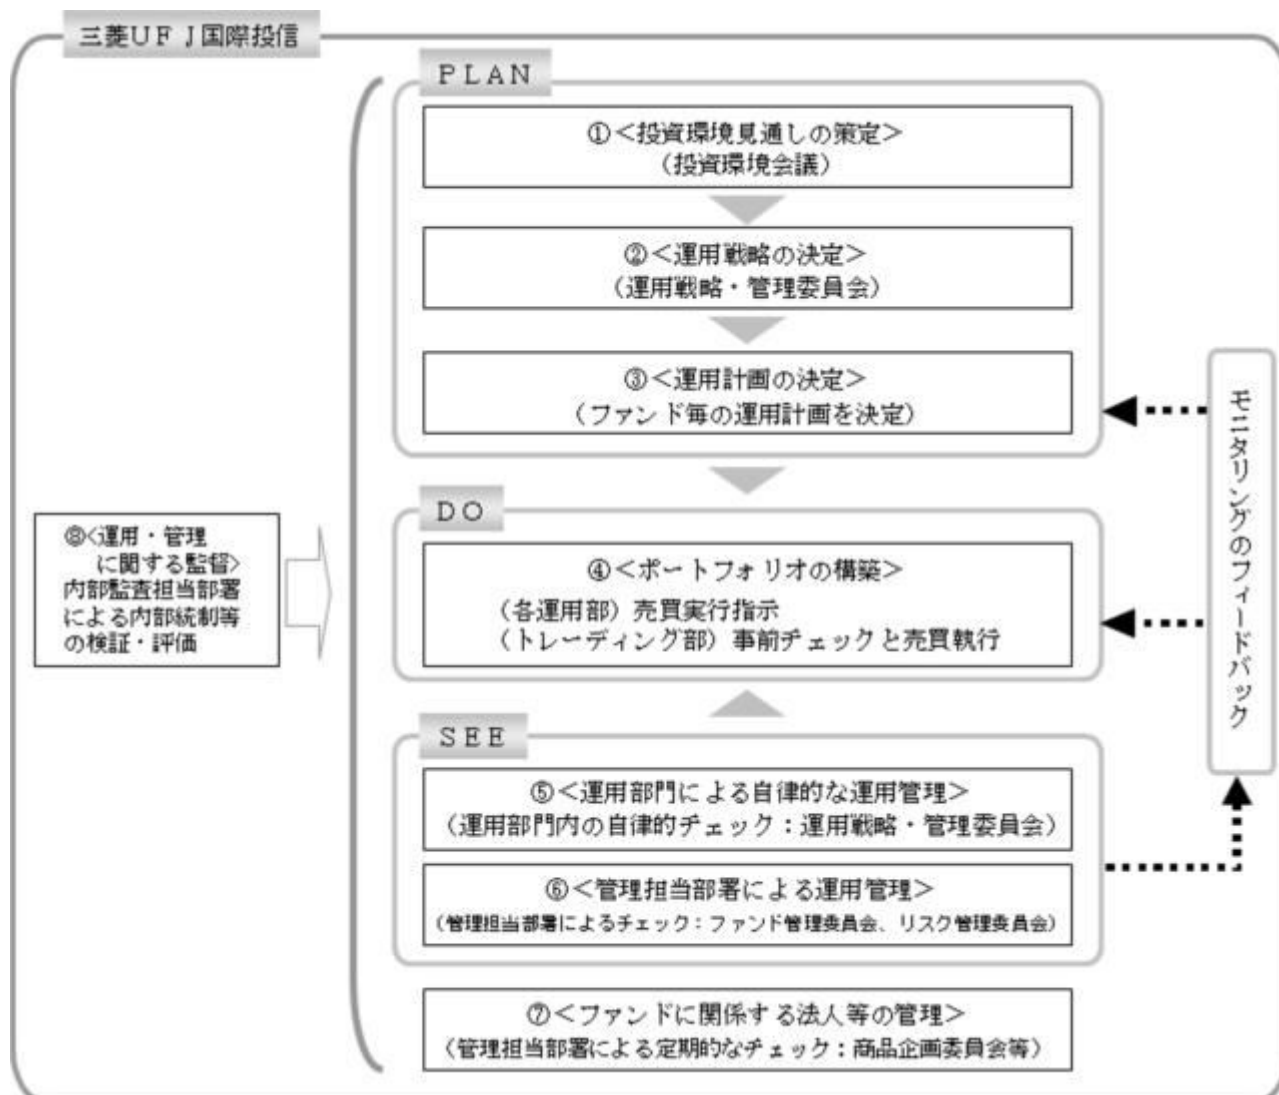 三菱UFJ国際投信
PLAN
①<投資環境見通しの策定>
(投資環境会議)
②<運用戦略の決定>
(運用戦略・管理委員会)
③<運用計画の決定>
(ファンド毎の運用計画を決定)
DO
④<ポートフォリオの構築>
(各運用部)売買実行指示
(トレーディング部)事前チェックと売買執行
SEE
⑤<運用部門による自律的な運用管理>
(運用部門内の自律的チェック:運用戦略・管理委員会)
⑥<管理担当部署による運用管理>
(管理担当部署によるチェック:ファンド管理委員会、リスク管理委員会)
⑦<ファンドに関係する法人等の管理>
(管理担当部署による定期的なチェック:商品企画委員会等)
⑧<運用・管理
に関する監督>
内部監査担当部署
による内部統制等
の検証・評価
モニタリングのフィードバック